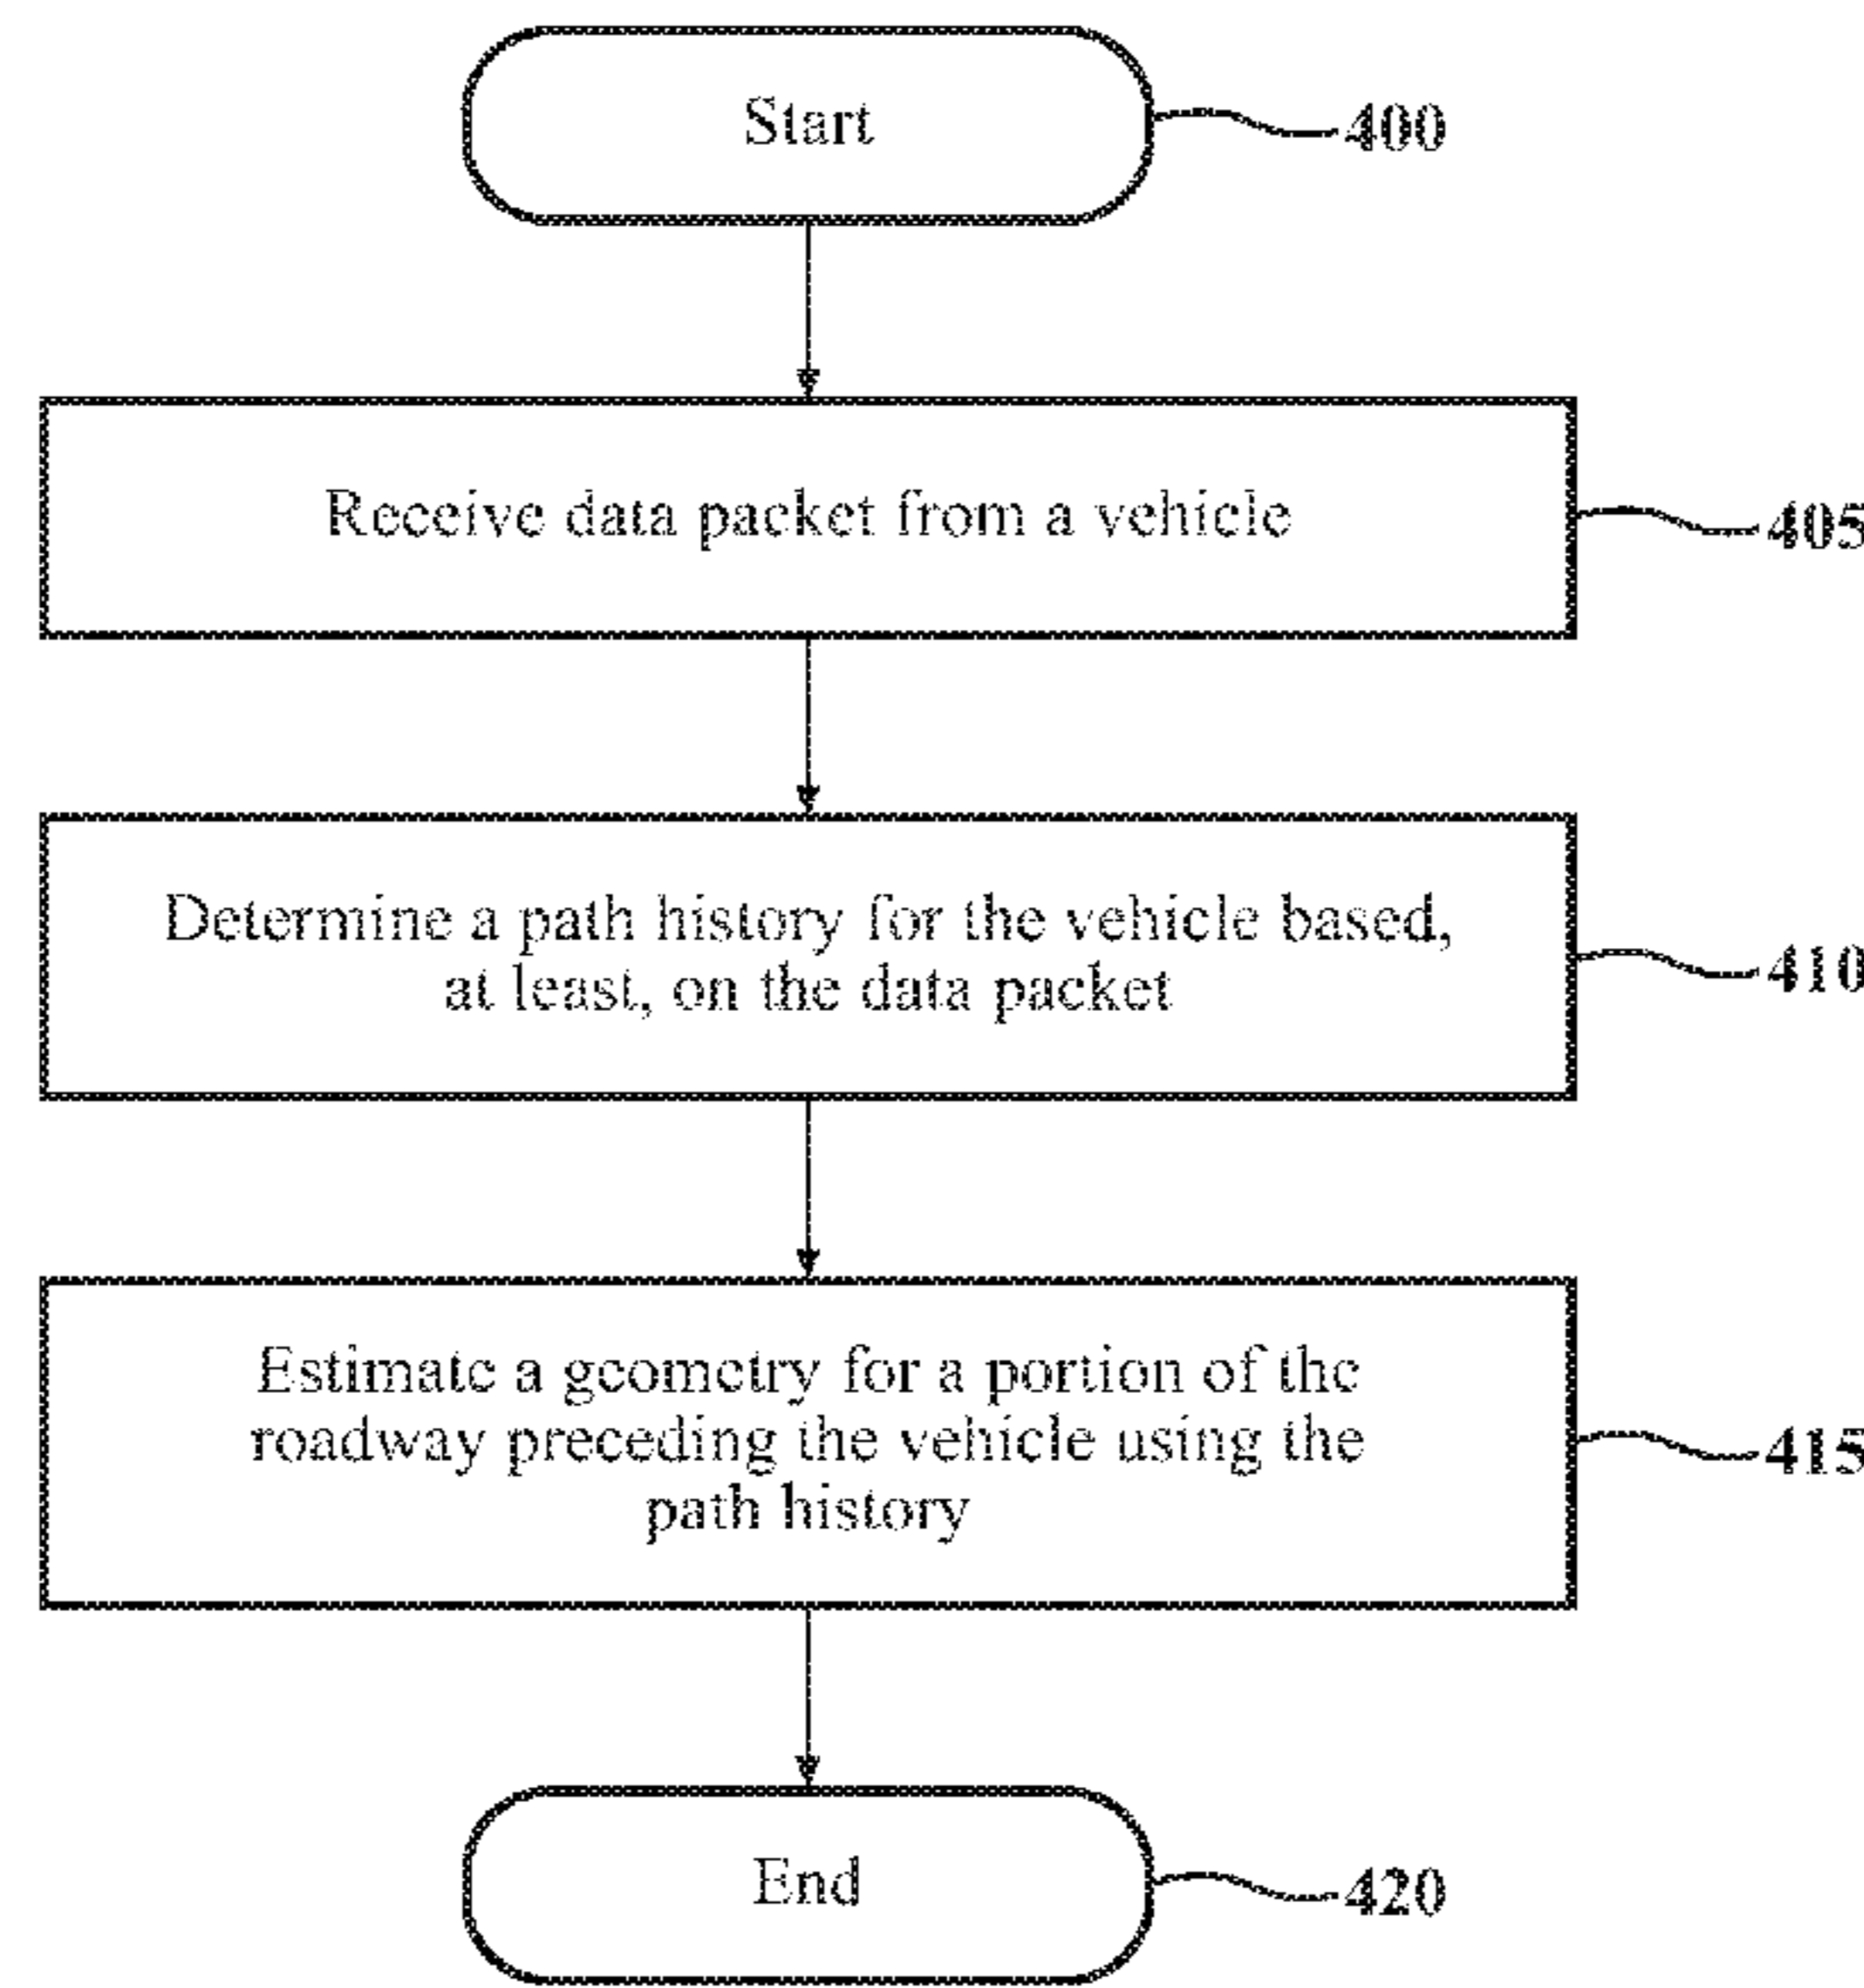 Start
400
Receive data packet from a vehicle
405
Determine a path history for the vehicle based,
at least, on the data packet
410
Estimate a geometry for a portion of the
roadway preceding the vehicle using the
path history
415
End
420